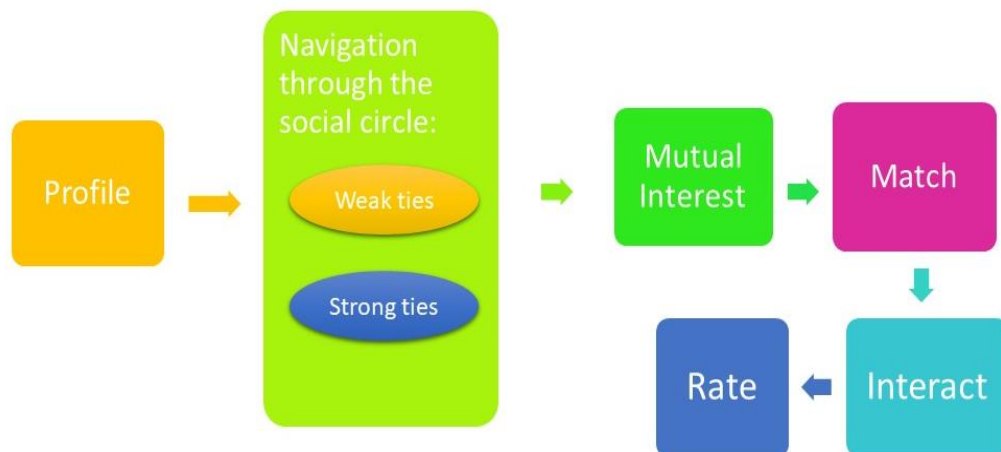 Profile
Navigation
through the
social circle:
Weak ties
Strong ties
Mutual
Interest
Match
Interact
Rate